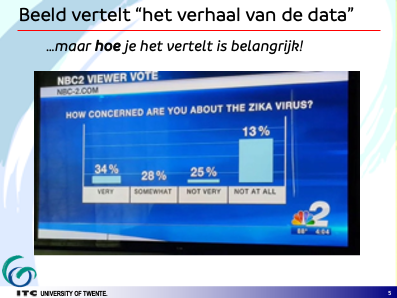 Beeld vertelt “het verhaal van de data”
...maar hoe je het vertelt is belangrijk!
NBC2 VIEWER VOTE
NBC-2.COM
HOW CONCERNED ARE YOU ABOUT THE ZIKA VIRUS?
34% 28% 25% 13%
VERY SOMEWHAT NOT VERY NOT AT ALL
2
88° 4:04
ITC UNIVERSITY OF TWENTE.
5